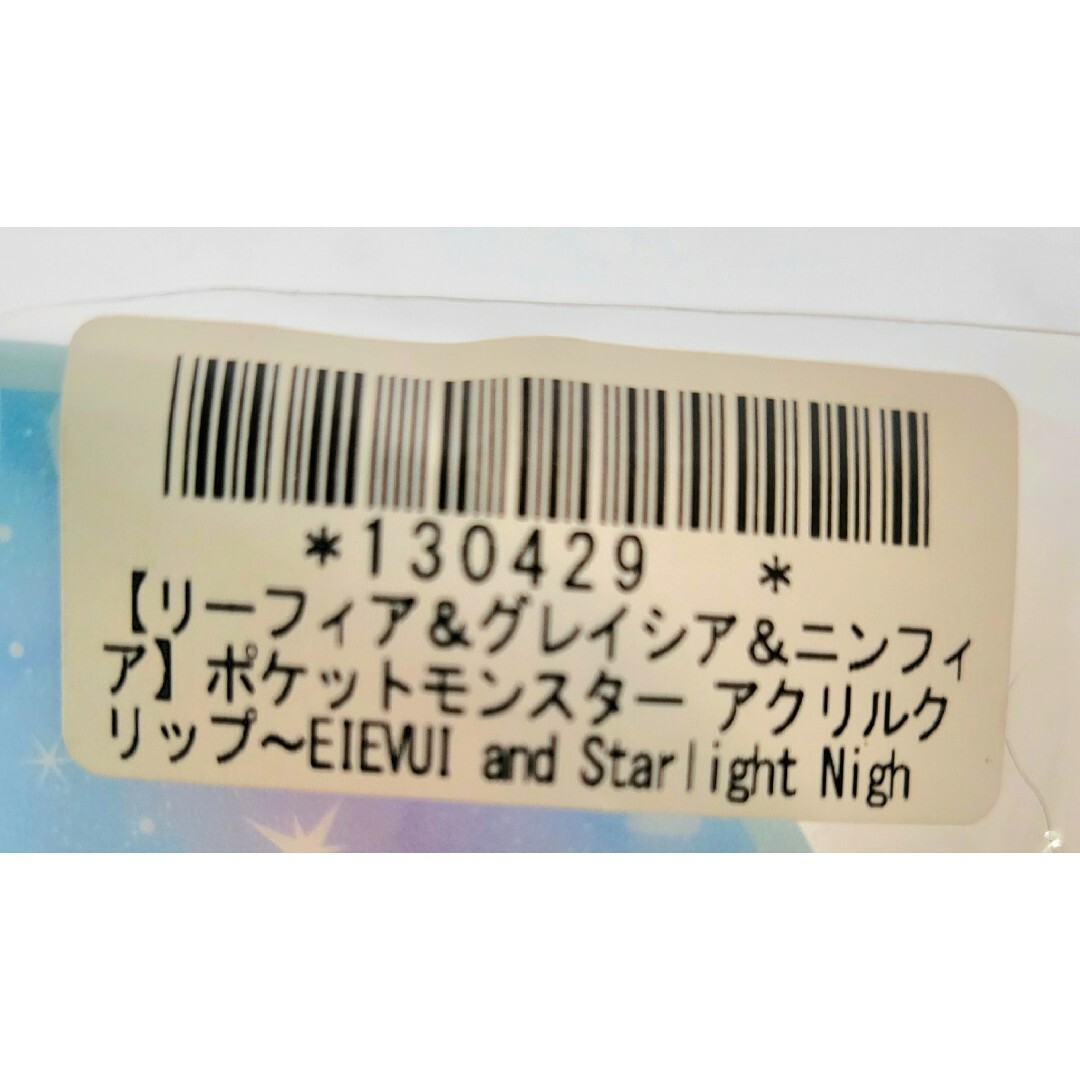 *130429 *
【リーフィア&グレイシア&ニンフィ
ア】ポケットモンスター アクリルク
リップ～EIEVUI and Starlight Nigh